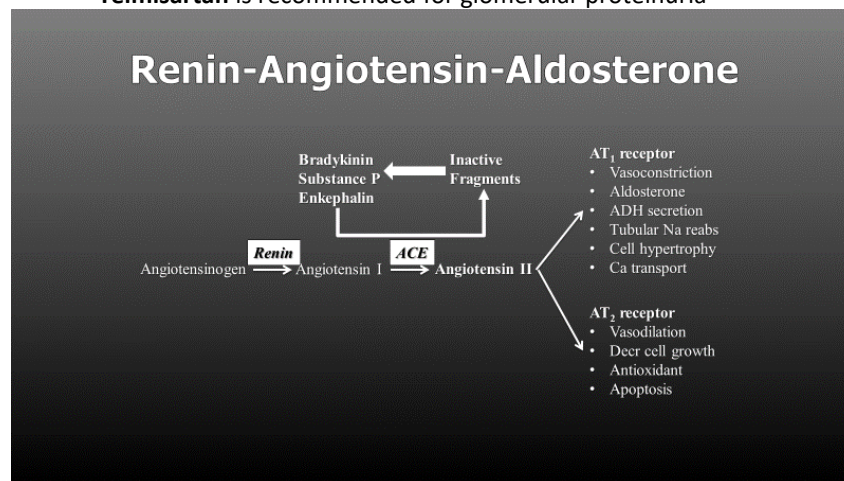 telmisartan is recommended for glomerular proteinuria
Renin-Angiotensin-Aldosterone
Bradykinin
Substance P
Enkephalin
Inactive
Fragments
Angiotensinogen
Renin
Angiotensin I
ACE
Angiotensin II
AT₁ receptor
• Vasoconstriction
• Aldosterone
• ADH secretion
• Tubular Na reabs
• Cell hypertrophy
• Ca transport
AT₂ receptor
• Vasodilation
• Decr cell growth
• Antioxidant
• Apoptosis